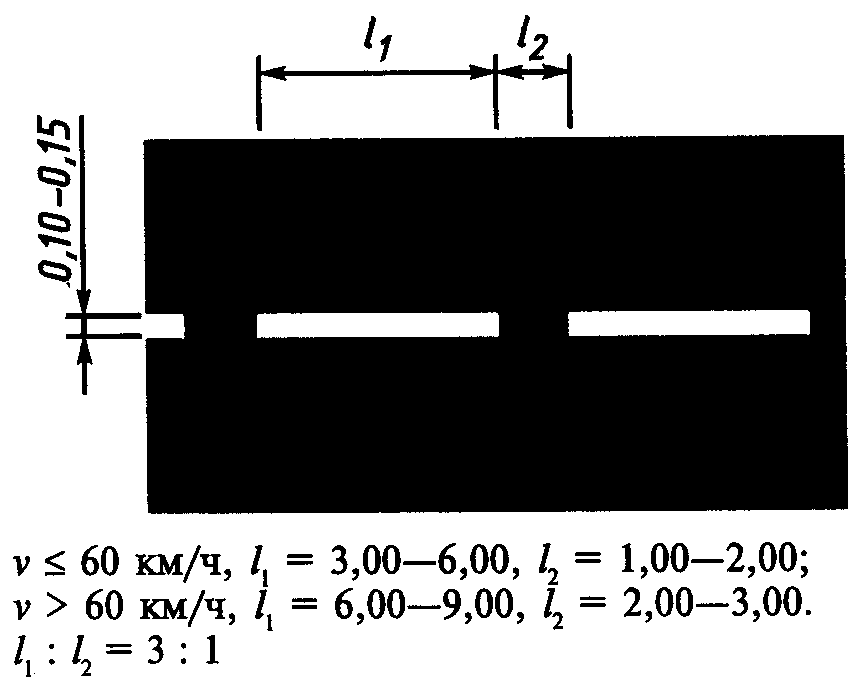 l₁ l₂
0,10–0,15
v ≤ 60 км/ч, l₁ = 3,00—6,00, l₂ = 1,00—2,00;
v > 60 км/ч, l₁ = 6,00—9,00, l₂ = 2,00—3,00.
l₁ : l₂ = 3 : 1